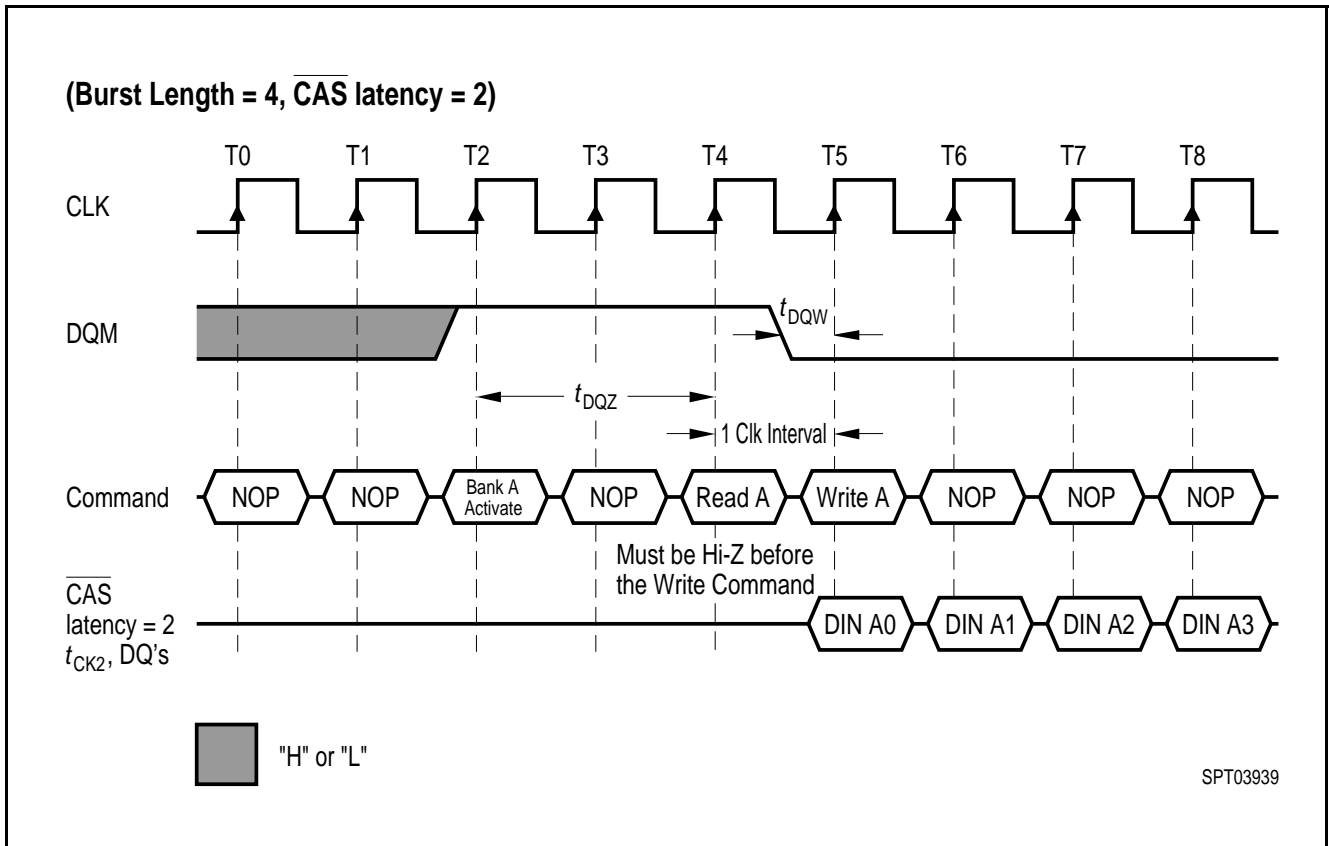 (Burst Length = 4, CAS latency = 2)
T0 T1 T2 T3 T4 T5 T6 T7 T8
CLK
DQM
tDQW
tDQZ
1 Clk Interval
Command
NOP NOP Bank A Activate NOP Read A Write A NOP NOP NOP
Must be Hi-Z before
the Write Command
CAS
latency = 2
tCK2, DQ's
DIN A0 DIN A1 DIN A2 DIN A3
"H" or "L"
SPT03939